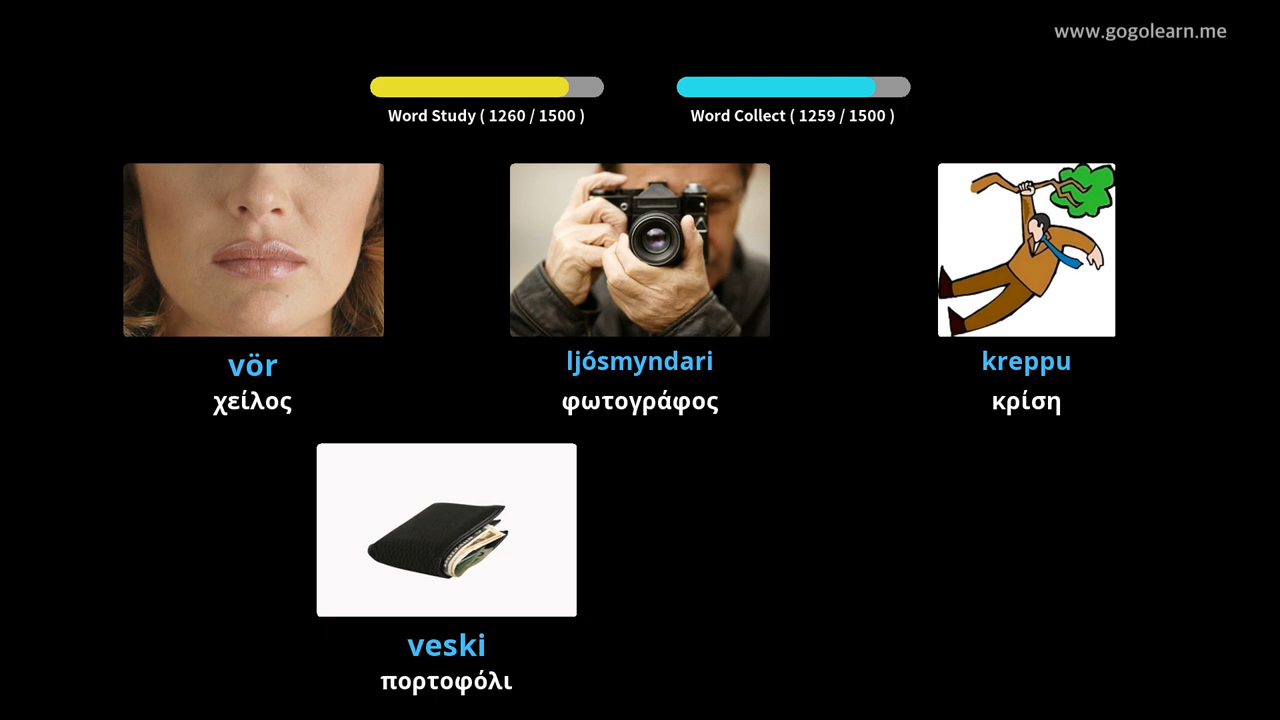 www.gogolearn.me
Word Study ( 1260 / 1500 )
Word Collect ( 1259 / 1500 )
vör
χείλος
ljósmyndari
φωτογράφος
kreppu
κρίση
veski
πορτοφόλι